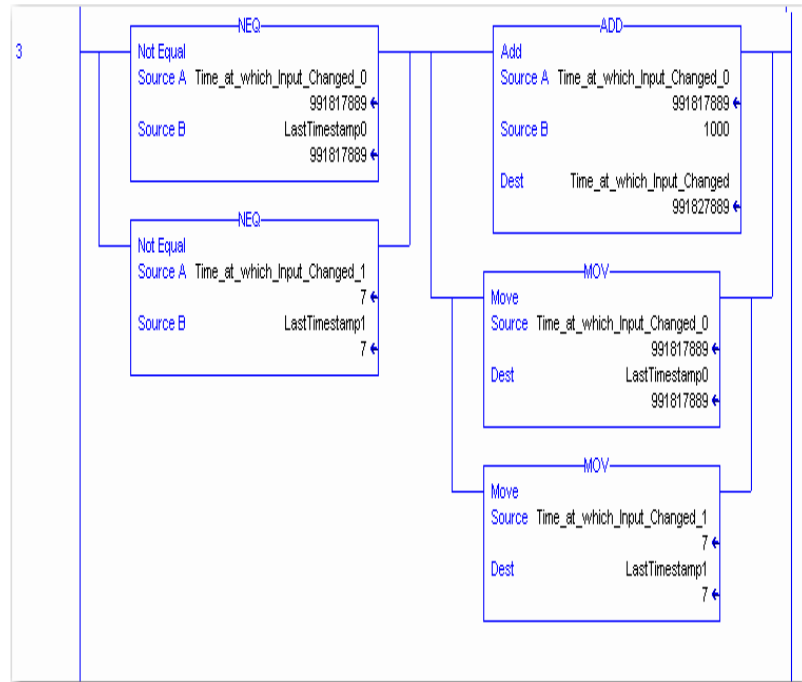 3
NEQ
Not Equal
Source A Time_at_which_Input_Changed_0
991817889
Source B LastTimestamp0
991817889
NEQ
Not Equal
Source A Time_at_which_Input_Changed_1
7
Source B LastTimestamp1
7
ADD
Add
Source A Time_at_which_Input_Changed_0
991817889
Source B 1000
Dest Time_at_which_Input_Changed
991827889
MOV
Move
Source Time_at_which_Input_Changed_0
991817889
Dest LastTimestamp0
991817889
MOV
Move
Source Time_at_which_Input_Changed_1
7
Dest LastTimestamp1
7